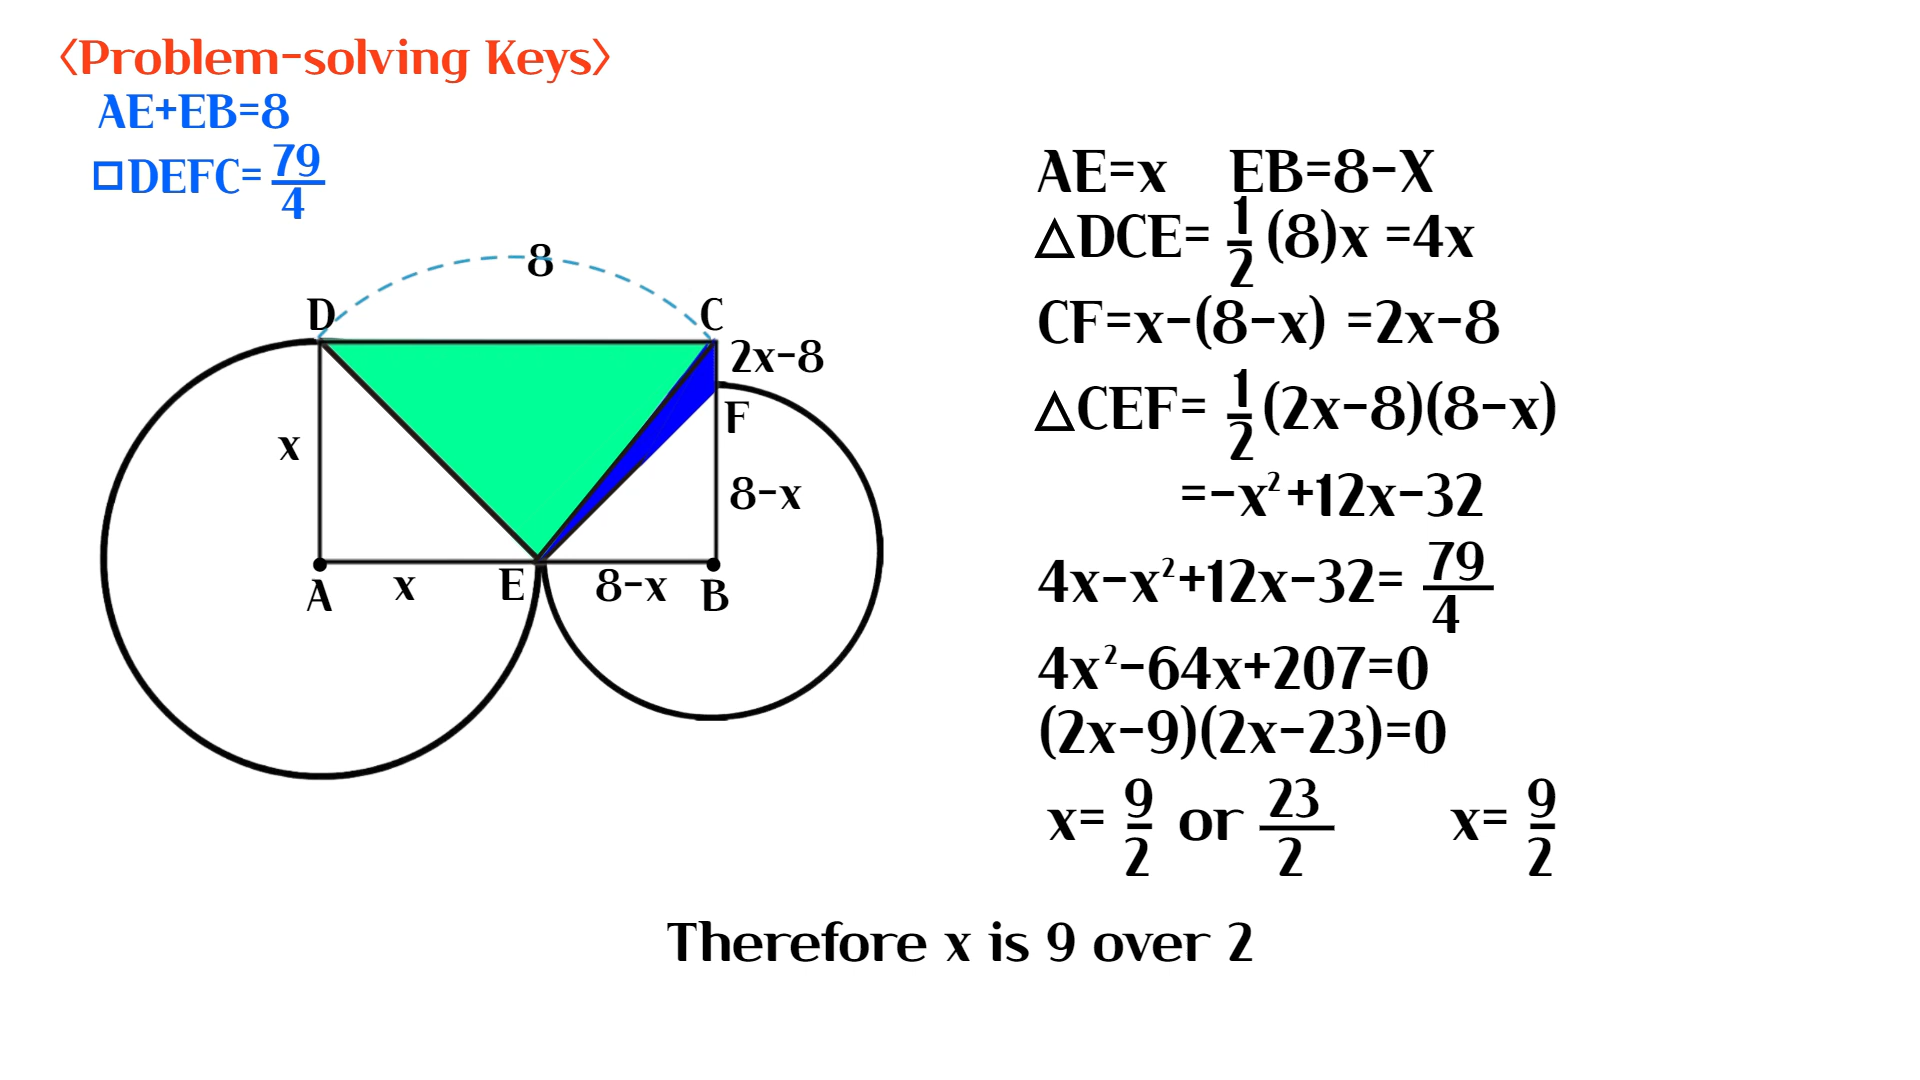 <Problem-solving Keys>
AE+EB=8
□DEFC= 79/4
8
D
C
2x-8
F
x
8-x
A
x
E
8-x
B
AE=x EB=8-X
△DCE= 1/2 (8)x =4x
CF=x-(8-x) =2x-8
△CEF= 1/2 (2x-8)(8-x)
=-x²+12x-32
4x-x²+12x-32= 79/4
4x²-64x+207=0
(2x-9)(2x-23)=0
x= 9/2 or 23/2 x= 9/2
Therefore x is 9 over 2